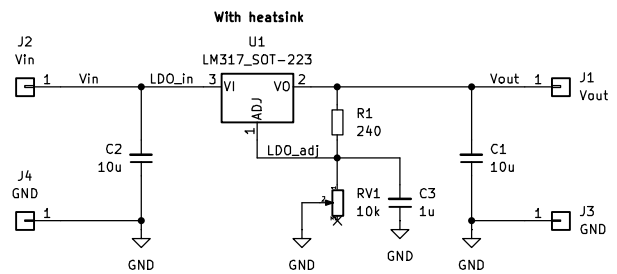 With heatsink
J2
Vin
U1
LM317_SOT-223
1
Vin
LDO_in
3
VI
VO
2
ADJ
1
Vout
1
J1
Vout
R1
240
LDO_adj
C2
10u
C1
10u
J4
GND
1
2
RV1
10k
C3
1u
1
J3
GND
GND
GND
GND
GND